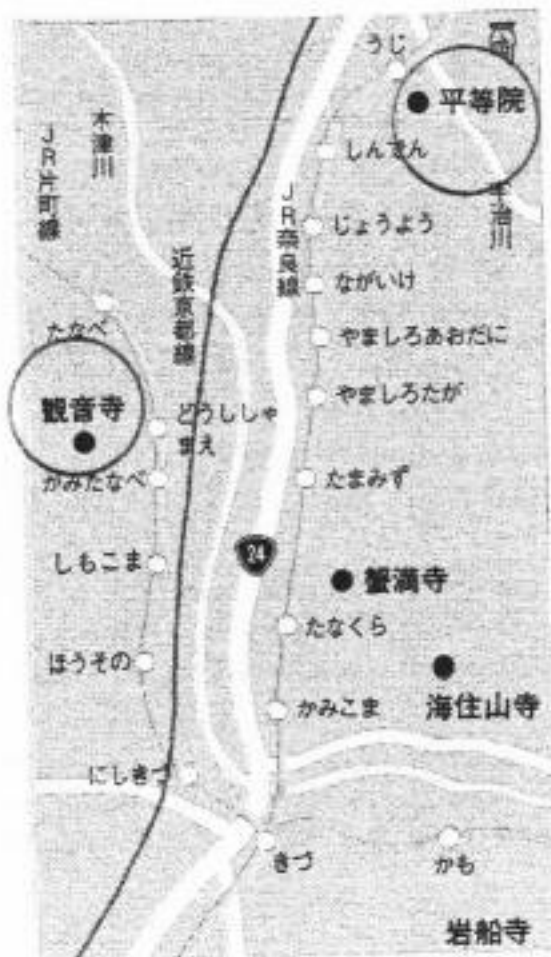 うじ
平等院
しんでん
宇治川
木津川
JR片町線
JR奈良線
じょうよう
近鉄京都線
ながいけ
たなべ
やましろあおだに
やましろたが
観音寺
どうししゃ
まえ
かみたなべ
たまみず
24
しもこま
蟹満寺
たなくら
ほうその
海住山寺
かみこま
にしきづ
きづ
かも
岩船寺